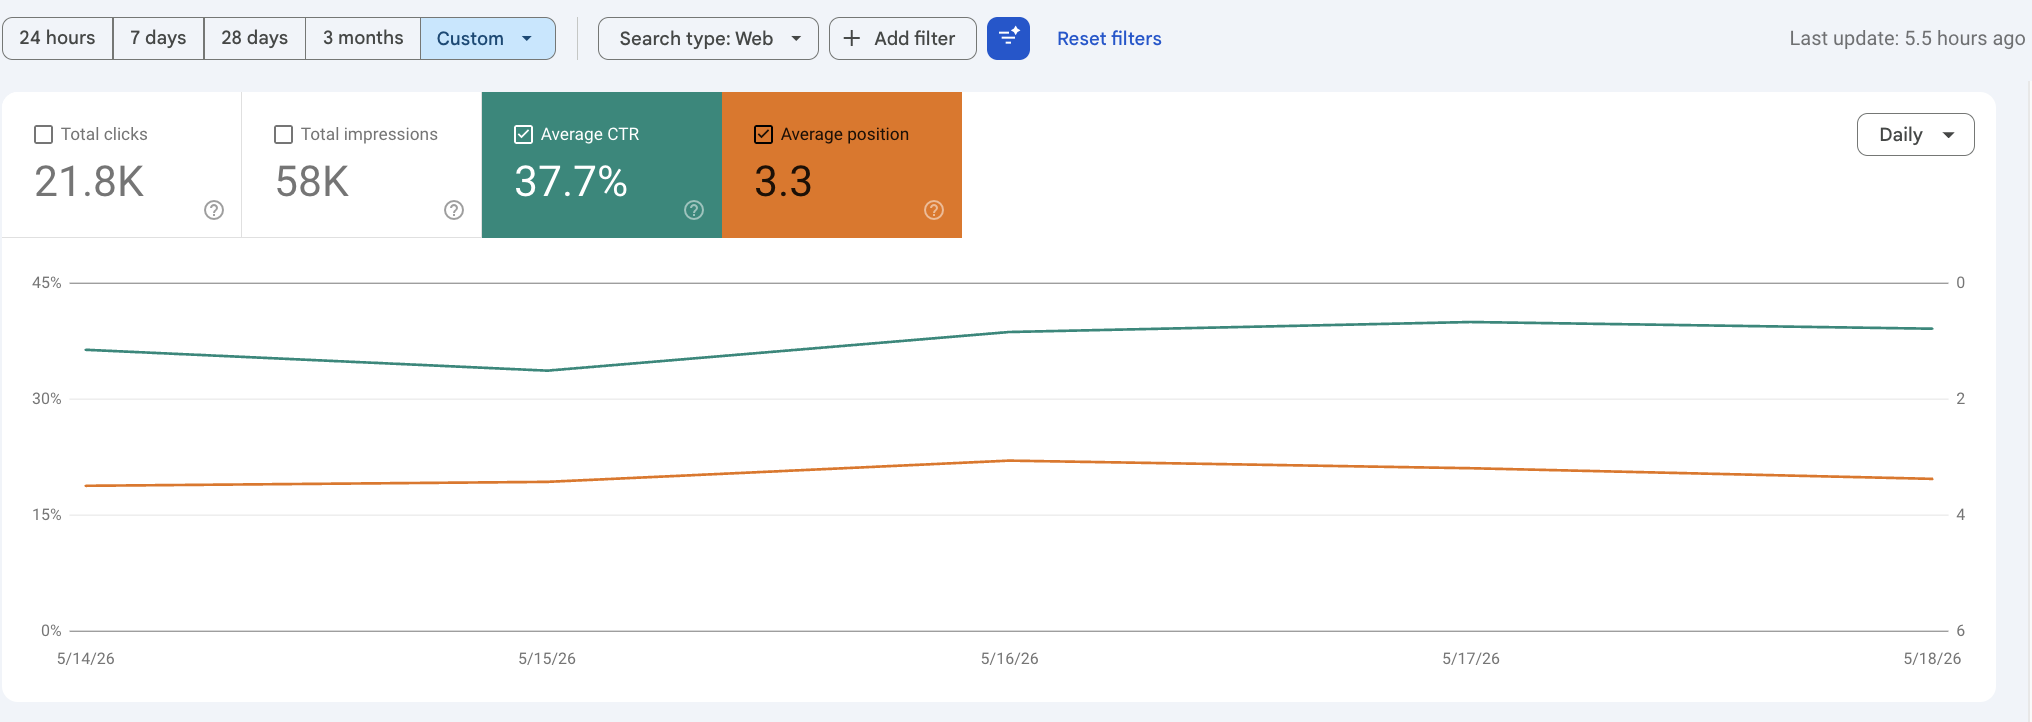 24 hours 7 days 28 days 3 months Custom Search type: Web Add filter Reset filters Last update: 5.5 hours ago
Total clicks Total impressions Average CTR Average position Daily
21.8K 58K 37.7% 3.3
45% 0
30% 2
15% 4
0% 6
5/14/26 5/15/26 5/16/26 5/17/26 5/18/26